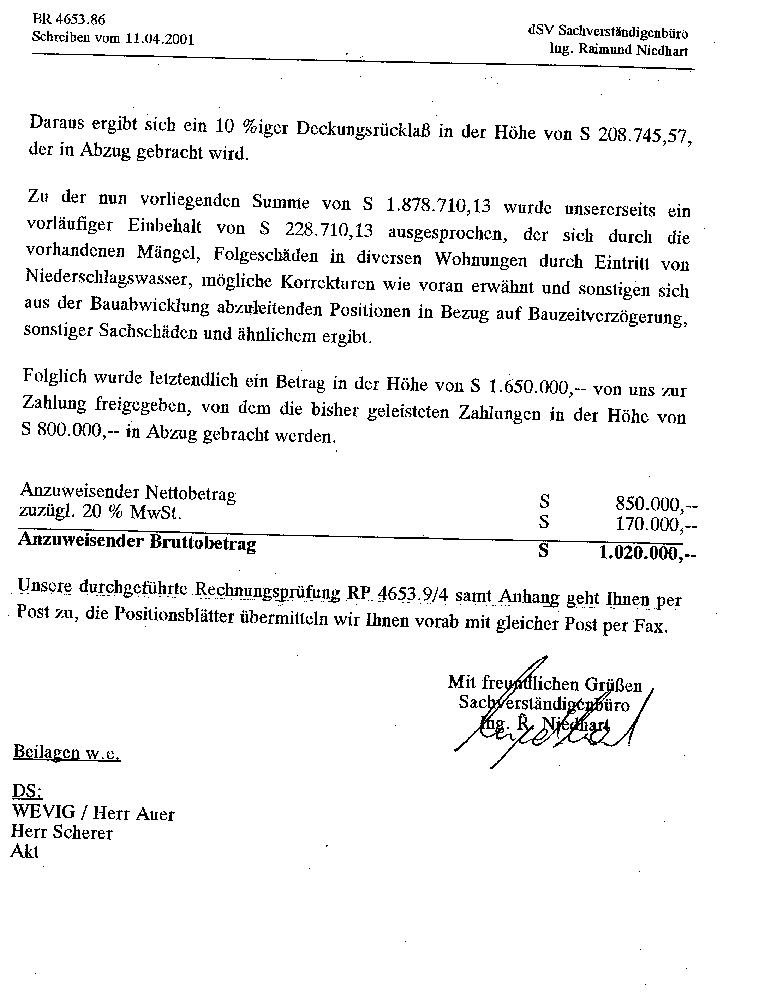 BR 4653.86
Schreiben vom 11.04.2001
dSV Sachverständigenbüro
Ing. Raimund Niedhart
Daraus ergibt sich ein 10 %iger Deckungsrücklaß in der Höhe von S 208.745,57,
der in Abzug gebracht wird.
Zu der nun vorliegenden Summe von S 1.878.710,13 wurde unsererseits ein
vorläufiger Einbehalt von S 228.710,13 ausgesprochen, der sich durch die
vorhandenen Mängel, Folgeschäden in diversen Wohnungen durch Eintritt von
Niederschlagswasser, mögliche Korrekturen wie voran erwähnt und sonstigen sich
aus der Bauabwicklung abzuleitenden Positionen in Bezug auf Bauzeitverzögerung,
sonstiger Sachschäden und ähnlichem ergibt.
Folglich wurde letztendlich ein Betrag in der Höhe von S 1.650.000,-- von uns zur
Zahlung freigegeben, von dem die bisher geleisteten Zahlungen in der Höhe von
S 800.000,-- in Abzug gebracht werden.
Anzuweisender Nettobetrag S 850.000,--
zuzügl. 20 % MwSt. S 170.000,--
Anzuweisender Bruttobetrag S 1.020.000,--
Unsere durchgeführte Rechnungsprüfung RP 4653.9/4 samt Anhang geht Ihnen per
Post zu, die Positionsblätter übermitteln wir Ihnen vorab mit gleicher Post per Fax.
Mit freundlichen Grüßen
Sachverständigenbüro
Ing. R. Niedhart
Beilagen w.e.
DS:
WEVIG / Herr Auer
Herr Scherer
Akt